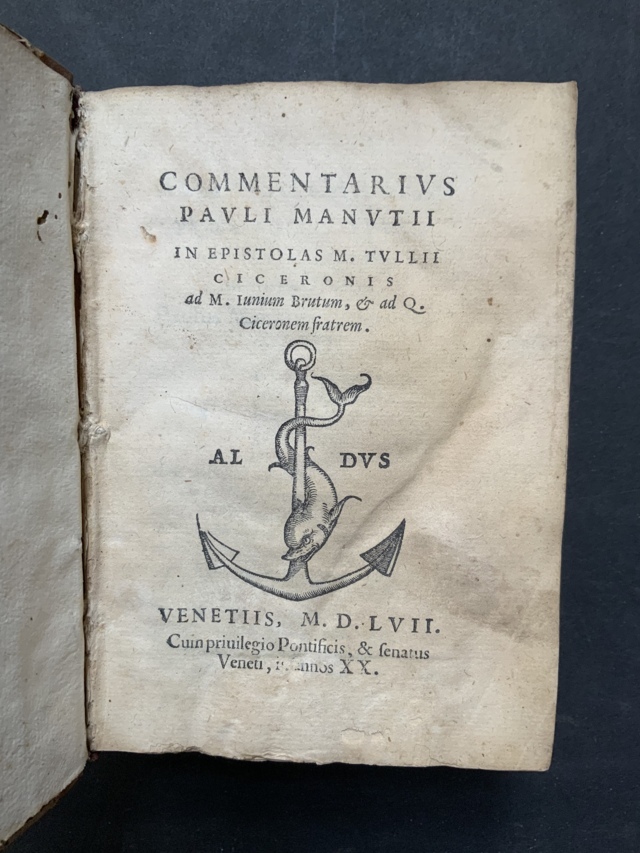 COMMENTARIVS
PAVLI MANVTII
IN EPISTOLAS M. TVLLII
CICERONIS
ad M. Iunium Brutum, & ad Q.
Ciceronem fratrem.
AL DVS
VENETIIS, M. D. LVII.
Cum priuilegio Pontificis, & senatus
Veneti, annos XX.